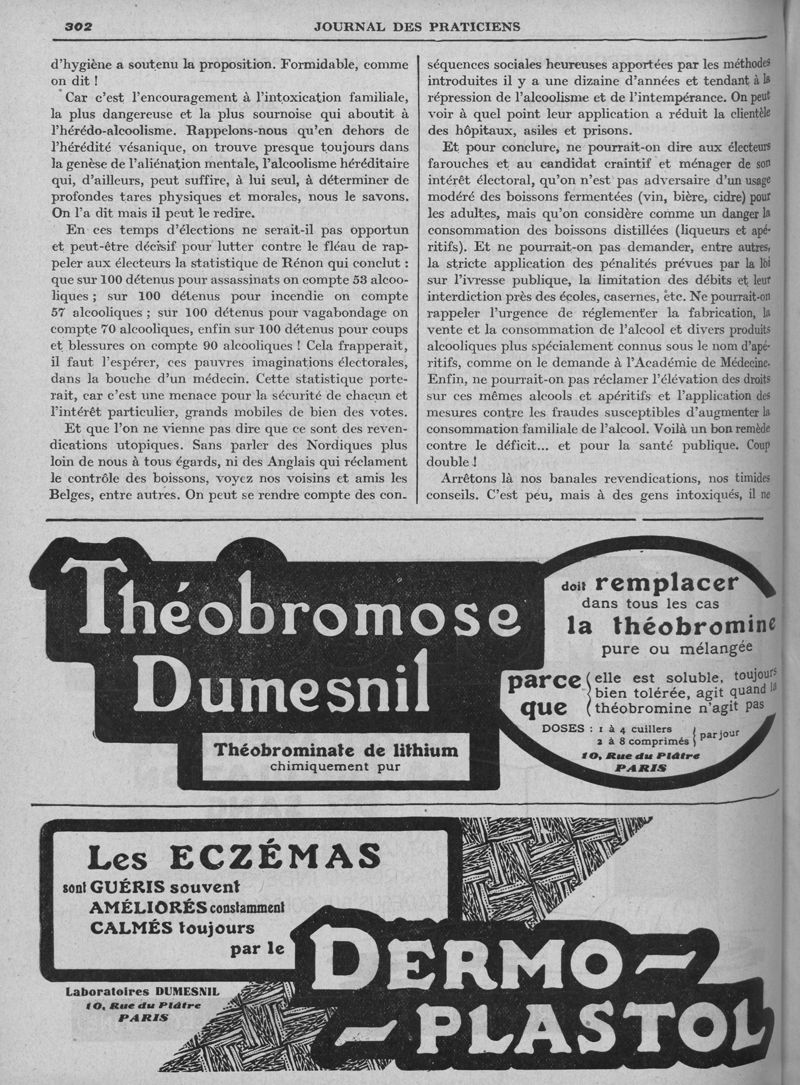 302
JOURNAL DES PRATICIENS
d'hygiène a soutenu la proposition. Formidable, comme
on dit !
Car c'est l'encouragement à l'intoxication familiale,
la plus dangereuse et la plus sournoise qui aboutit à
l'hérédo-alcoolisme. Rappelons-nous qu'en dehors de
l'hérédité vésanique, on trouve presque toujours dans
la genèse de l'aliénation mentale, l'alcoolisme héréditaire
qui, d'ailleurs, peut suffire, à lui seul, à déterminer de
profondes tares physiques et morales, nous le savons.
On l'a dit mais il peut le redire.
En ces temps d'élections ne serait-il pas opportun
et peut-être décisif pour lutter contre le fléau de rap-
peler aux électeurs la statistique de Rénon qui conclut :
que sur 100 détenus pour assassinats on compte 53 alcoo-
liques ; sur 100 détenus pour incendie on compte
57 alcooliques ; sur 100 détenus pour vagabondage on
compte 70 alcooliques, enfin sur 100 détenus pour coups
et blessures on compte 90 alcooliques ! Cela frapperait,
il faut l'espérer, ces pauvres imaginations électorales,
dans la bouche d'un médecin. Cette statistique porte-
rait, car c'est une menace pour la sécurité de chacun et
l'intérêt particulier, grands mobiles de bien des votes.
Et que l'on ne vienne pas dire que ce sont des reven-
dications utopiques. Sans parler des Nordiques plus
loin de nous à tous égards, ni des Anglais qui réclament
le contrôle des boissons, voyez nos voisins et amis les
Belges, entre autres. On peut se rendre compte des con-
séquences sociales heureuses apportées par les méthodes
introduites il y a une dizaine d'années et tendant à la
répression de l'alcoolisme et de l'intempérance. On peut
voir à quel point leur application a réduit la clientèle
des hôpitaux, asiles et prisons.
Et pour conclure, ne pourrait-on dire aux électeurs
farouches et au candidat craintif et ménager de son
intérêt électoral, qu'on n'est pas adversaire d'un usage
modéré des boissons fermentées (vin, bière, cidre) pour
les adultes, mais qu'on considère comme un danger la
consommation des boissons distillées (liqueurs et apé-
ritifs). Et ne pourrait-on pas demander, entre autres,
la stricte application des pénalités prévues par la loi
sur l'ivresse publique, la limitation des débits et leur
interdiction près des écoles, casernes, etc. Ne pourrait-on
rappeler l'urgence de réglementer la fabrication, la
vente et la consommation de l'alcool et divers produits
alcooliques plus spécialement connus sous le nom d'apé-
ritifs, comme on le demande à l'Académie de Médecine.
Enfin, ne pourrait-on pas réclamer l'élévation des droits
sur ces mêmes alcools et apéritifs et l'application des
mesures contre les fraudes susceptibles d'augmenter la
consommation familiale de l'alcool. Voilà un bon remède
contre le déficit... et pour la santé publique. Coup
double !
Arrêtons là nos banales revendications, nos timides
conseils. C'est peu, mais à des gens intoxiqués, il ne
Théobromose
Dumesnil
Théobrominate de lithium
chimiquement pur
doit remplacer
dans tous les cas
la théobromine
pure ou mélangée
parce que
elle est soluble, toujours
bien tolérée, agit quand la
théobromine n'agit pas
DOSES : 1 à 4 cuillers
2 à 8 comprimés
par jour
10, Rue du Plâtre
PARIS
Les ECZÉMAS
sont GUÉRIS souvent
AMÉLIORÉS constamment
CALMÉS toujours
par le
DERMO-
-PLASTOL
Laboratoires DUMESNIL
10, Rue du Plâtre
PARIS